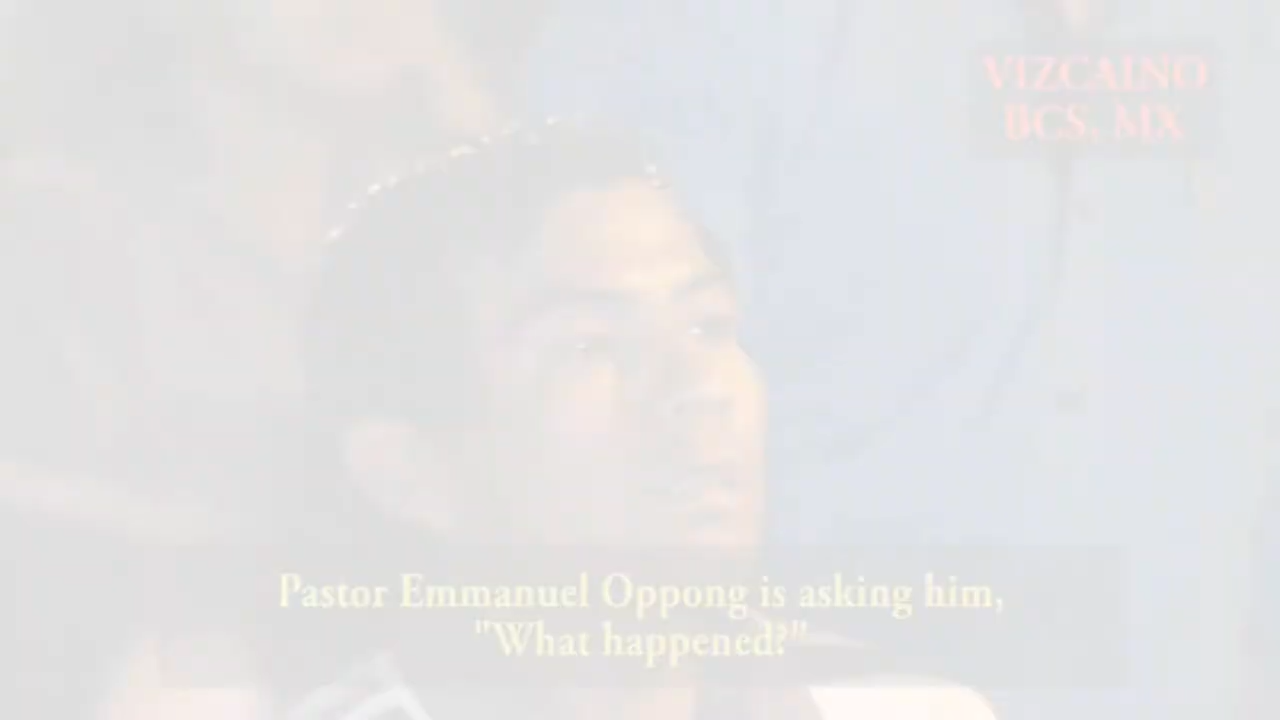 VIZCAINO
BCS, MX
Pastor Emmanuel Oppong is asking him,
"What happened?"